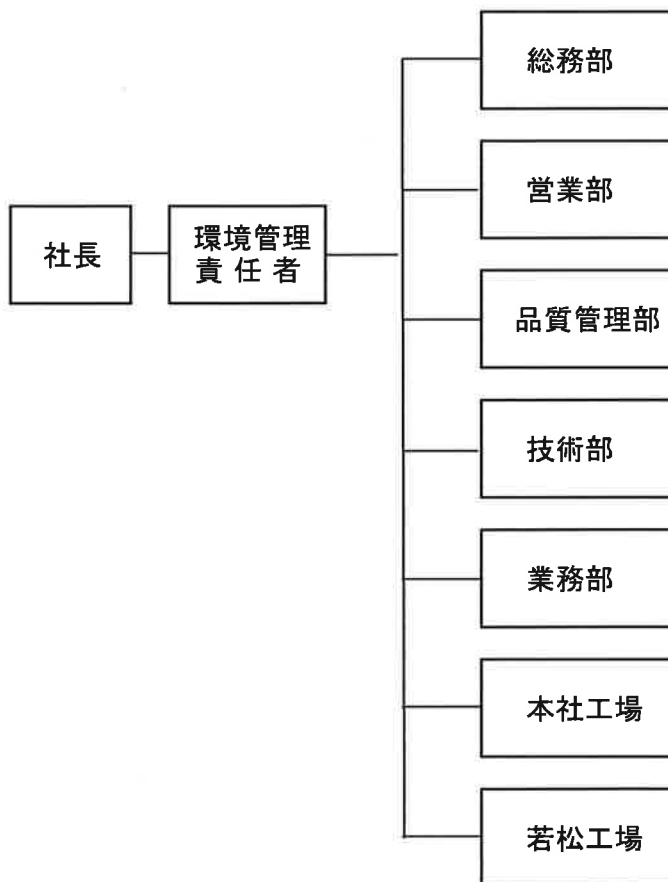 社長
環境管理
責任者
総務部
営業部
品質管理部
技術部
業務部
本社工場
若松工場